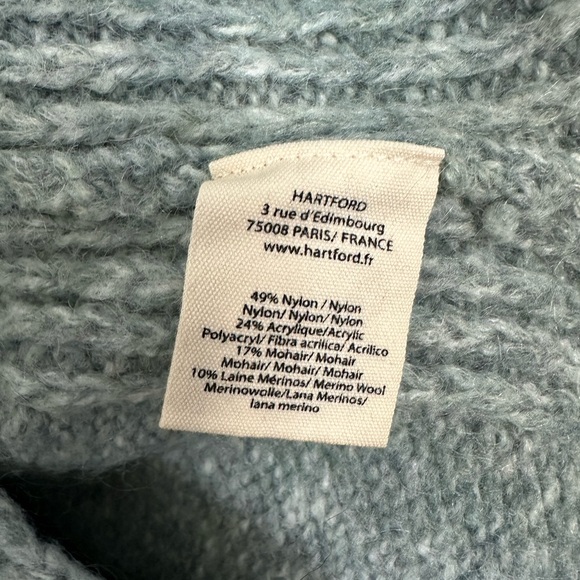 HARTFORD
3 rue d'Edimbourg
75008 PARIS/ FRANCE
www.hartford.fr
49% Nylon / Nylon
Nylon/ Nylon/ Nylon
24% Acrylique/Acrylic
Polyacryl/ Fibra acrilica/ Acrilico
17% Mohair/ Mohair
Mohair/ Mohair/ Mohair
10% Laine Mérinos/ Merino Wool
Merinowolle/Lana Merinos/
lana merino